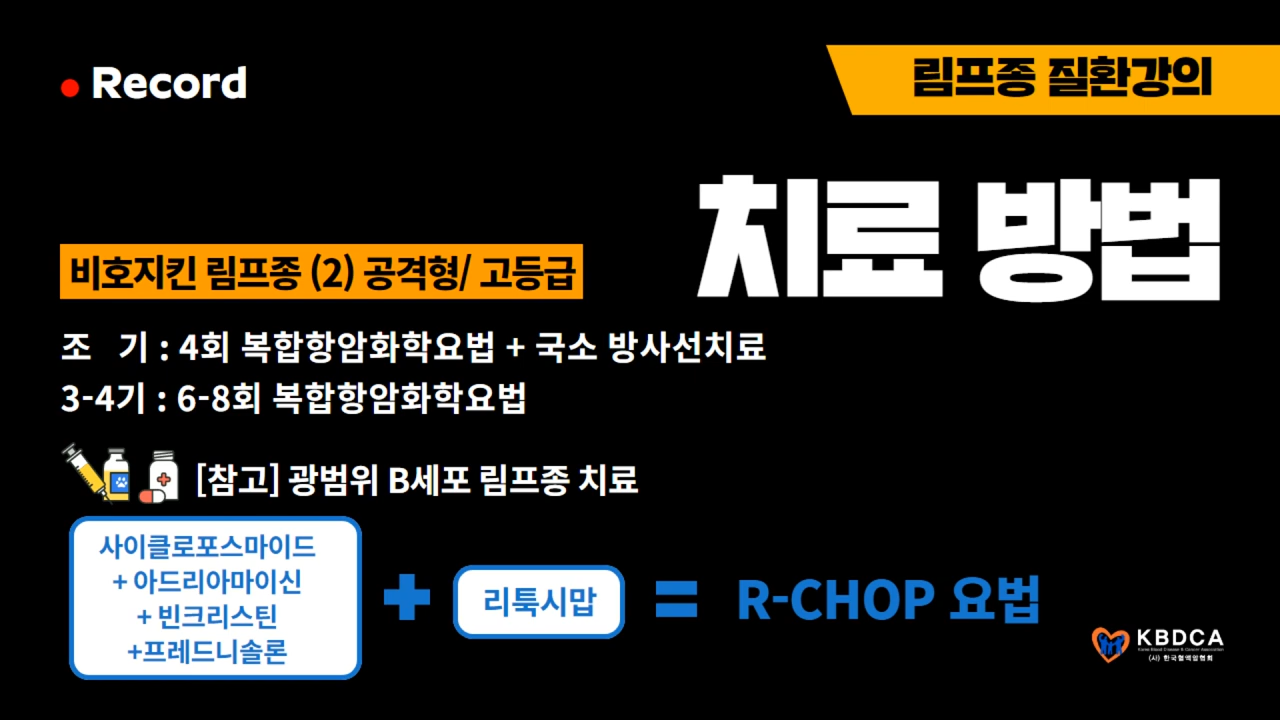 Record
림프종 질환강의
치료 방법
비호지킨 림프종 (2) 공격형/ 고등급
조 기 : 4회 복합항암화학요법 + 국소 방사선치료
3-4기 : 6-8회 복합항암화학요법
[참고] 광범위 B세포 림프종 치료
사이클로포스마이드
+ 아드리아마이신
+ 빈크리스틴
+프레드니솔론
+
리툭시맙
=
R-CHOP 요법
KBDCA
Korea Blood Disease & Cancer Association
(사) 한국혈액암협회